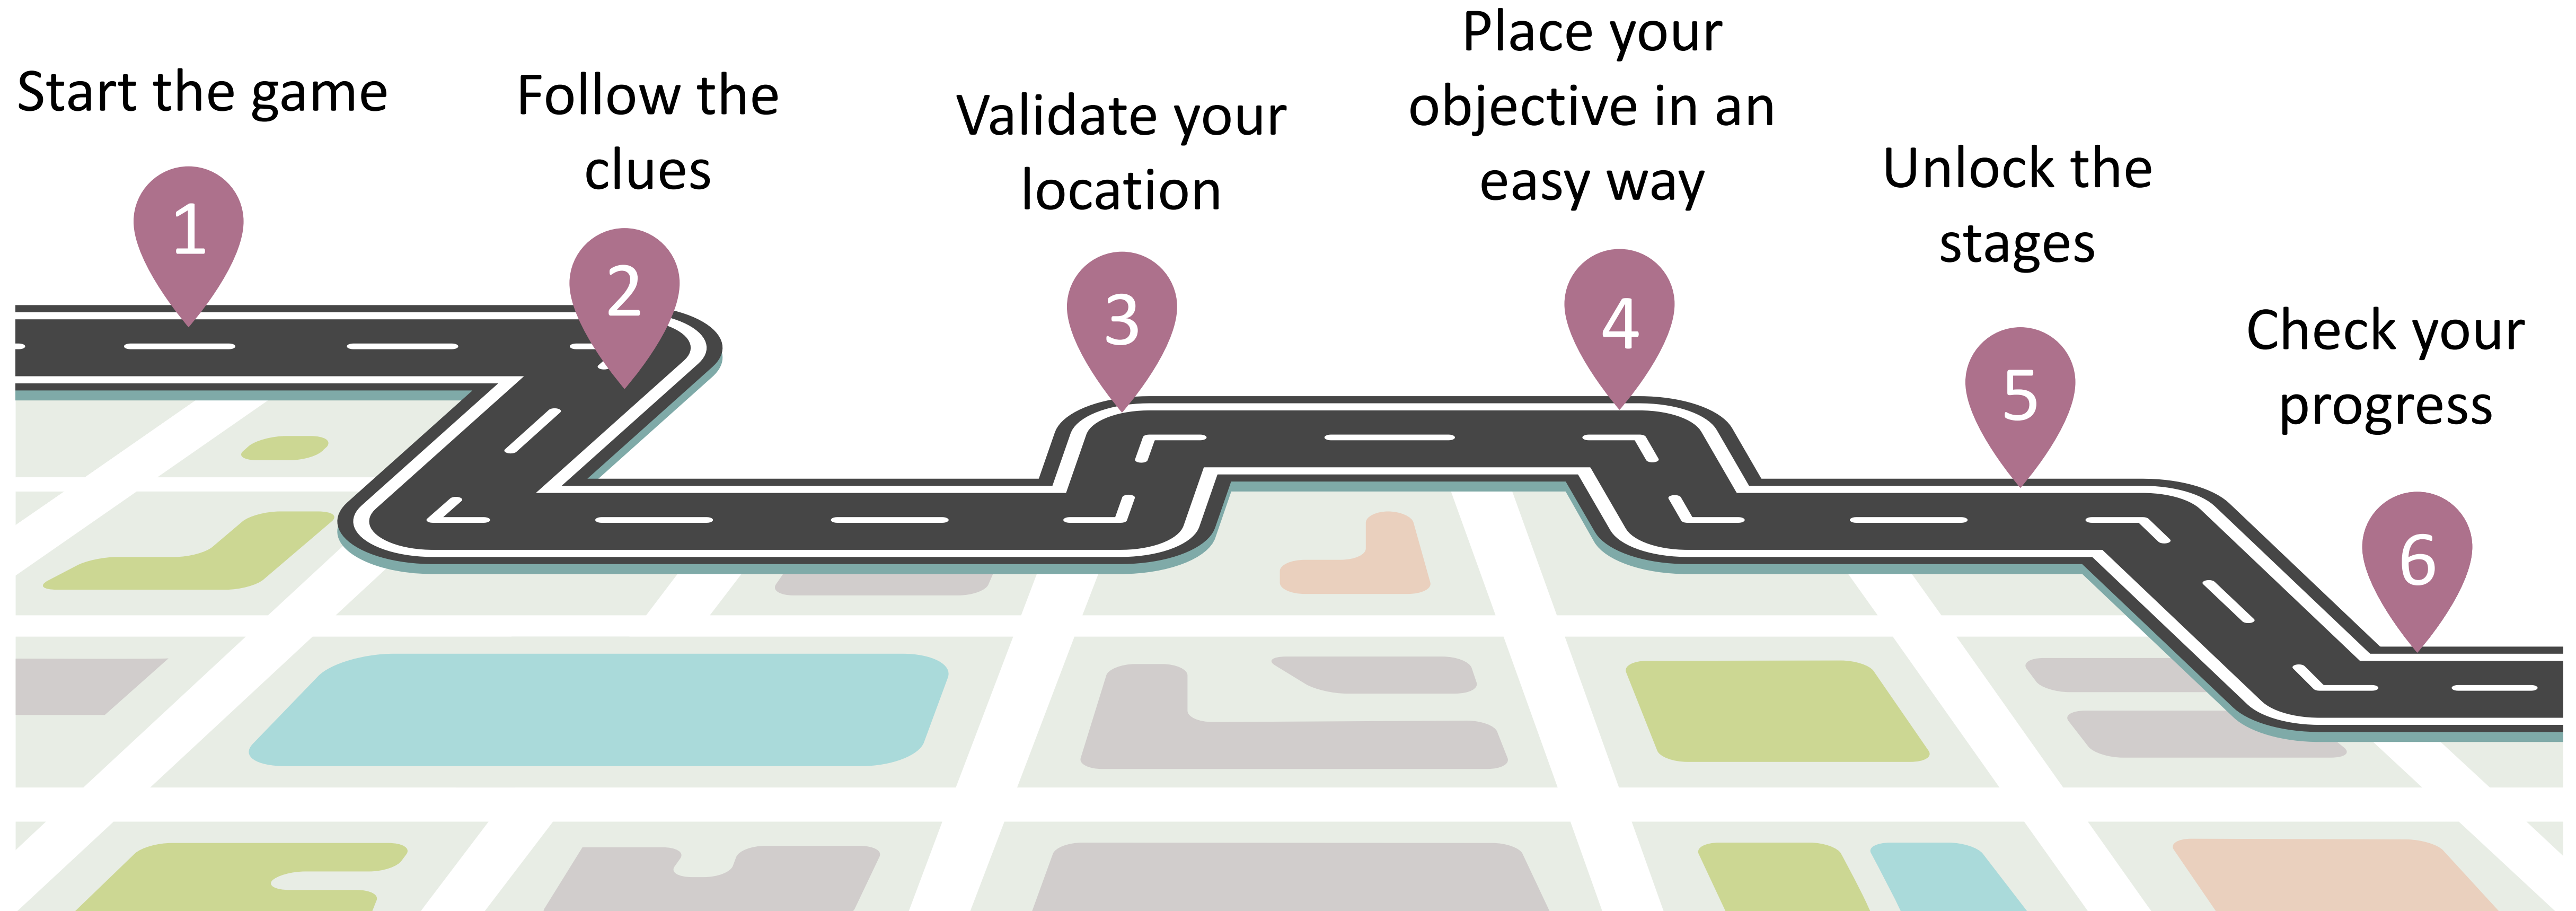 Start the game
1
Follow the
clues
2
Validate your
location
3
Place your
objective in an
easy way
4
Unlock the
stages
5
Check your
progress
6